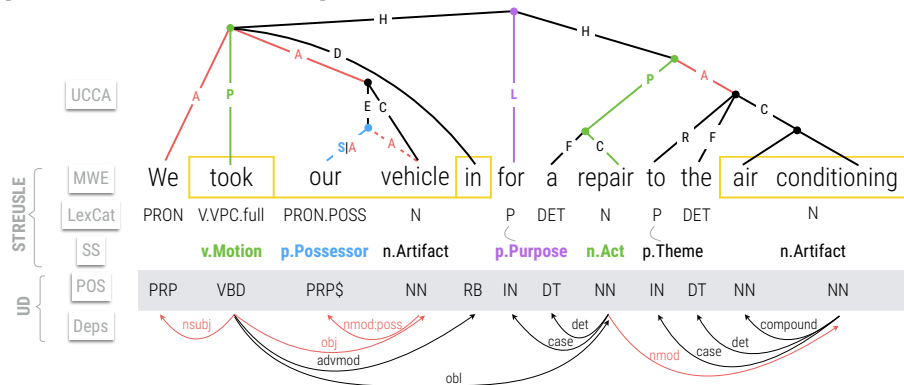 H
H
A
D
P
A
P
A
UCCA
L
E C
C
A
S|A
A
F
C
R
F
STREUSLE
MWE We took our vehicle in for a repair to the air conditioning
LexCat PRON V.VPC.full PRON.POSS N P DET N P DET N
SS v.Motion p.Possessor n.Artifact p.Purpose n.Act p.Theme n.Artifact
UD
POS PRP VBD PRP$ NN RB IN DT NN IN DT NN NN
Deps nsubj nmod:poss det compound
obj case det
advmod nmod case
obl